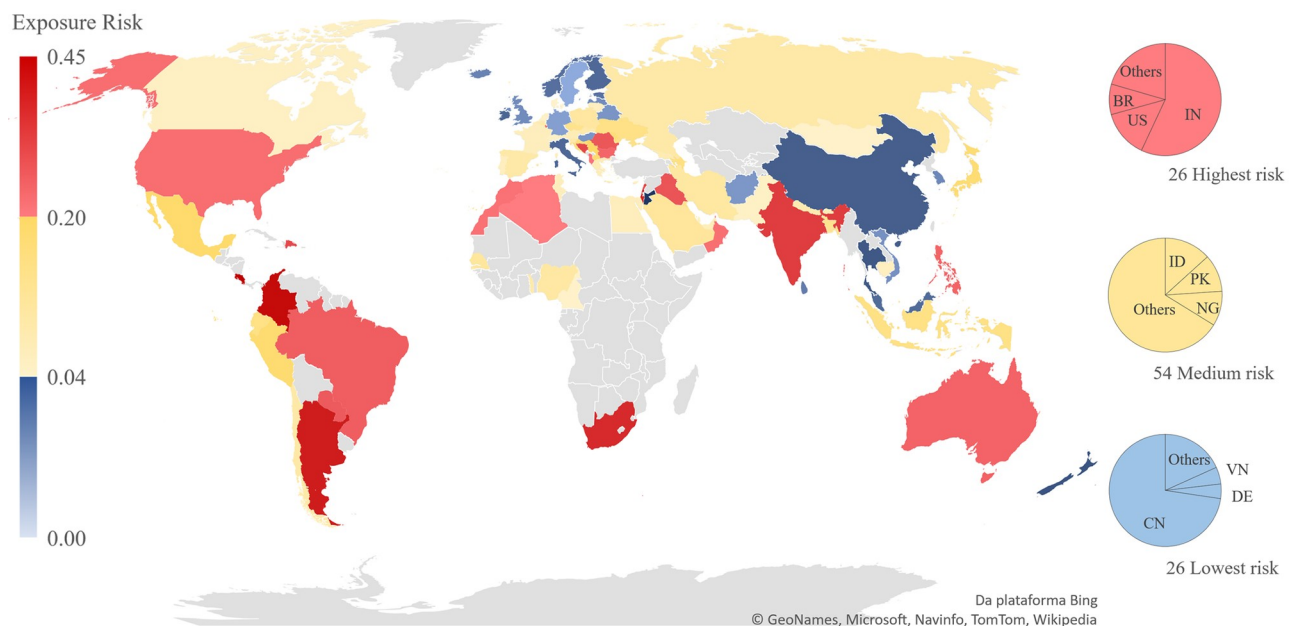 Exposure Risk
0.45
0.20
0.04
0.00
Others
BR
US
IN
26 Highest risk
ID
PK
Others
NG
54 Medium risk
Others
VN
DE
CN
26 Lowest risk
Da plataforma Bing
© GeoNames, Microsoft, Navinfo, TomTom, Wikipedia